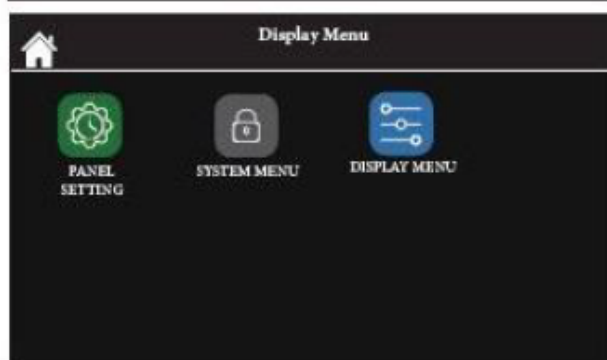 Display Menu
PANEL
SETTING
SYSTEM MENU
DISPLAY MENU